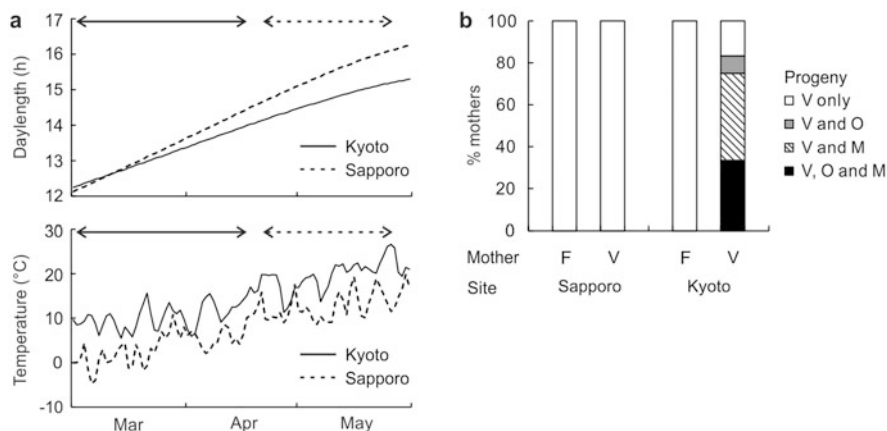 a
17
16
15
14
13
12
Daylength (h)
Kyoto
Sapporo
30
20
10
0
-10
Temperature (°C)
Kyoto
Sapporo
Mar Apr May
b
100
80
60
40
20
0
% mothers
Mother F V F V
Site Sapporo Kyoto
Progeny
V only
V and O
V and M
V, O and M